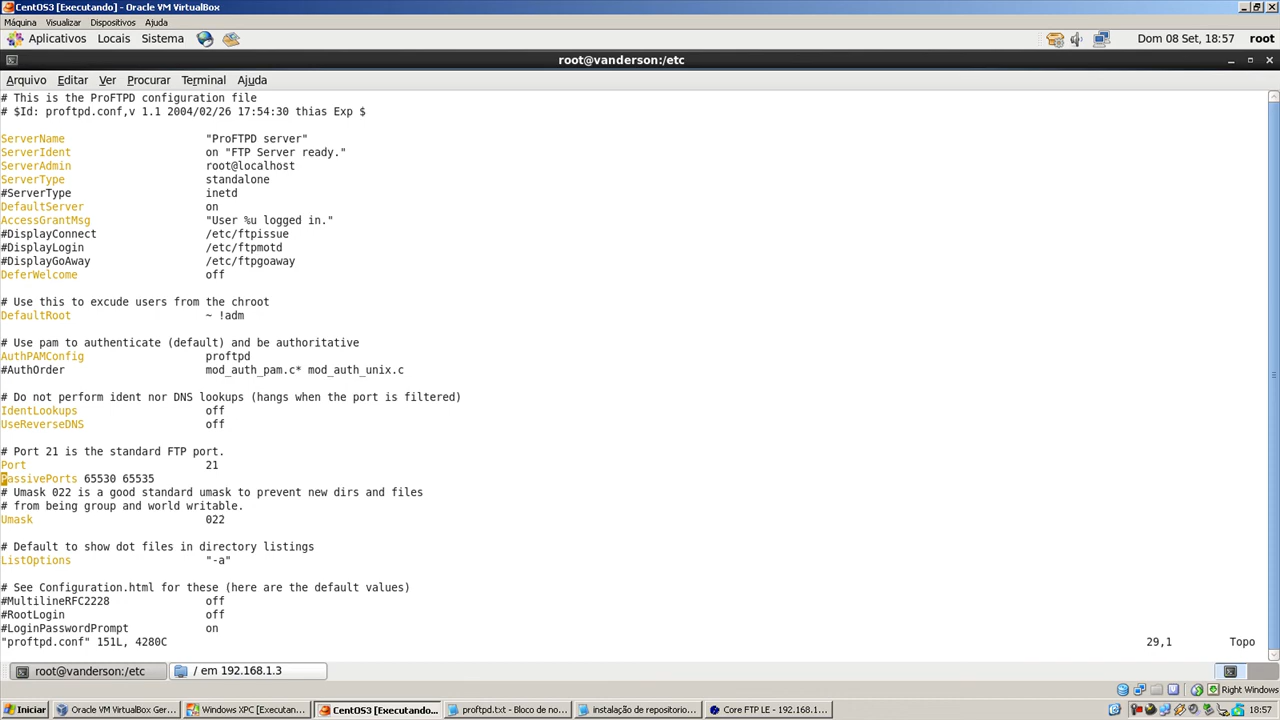 CentOS3 [Executando] - Oracle VM VirtualBox
Máquina Visualizar Dispositivos Ajuda
Aplicativos Locais Sistema Dom 08 Set, 18:57 root
root@vanderson:/etc
Arquivo Editar Ver Procurar Terminal Ajuda
# This is the ProFTPD configuration file
# $Id: proftpd.conf,v 1.1 2004/02/26 17:54:30 thias Exp $
ServerName "ProFTPD server"
ServerIdent on "FTP Server ready."
ServerAdmin root@localhost
ServerType standalone
#ServerType inetd
DefaultServer on
AccessGrantMsg "User %u logged in."
#DisplayConnect /etc/ftpissue
#DisplayLogin /etc/ftpmotd
#DisplayGoAway /etc/ftpgoaway
DeferWelcome off
# Use this to excude users from the chroot
DefaultRoot ~ !adm
# Use pam to authenticate (default) and be authoritative
AuthPAMConfig proftpd
#AuthOrder mod_auth_pam.c* mod_auth_unix.c
# Do not perform ident nor DNS lookups (hangs when the port is filtered)
IdentLookups off
UseReverseDNS off
# Port 21 is the standard FTP port.
Port 21
PassivePorts 65530 65535
# Umask 022 is a good standard umask to prevent new dirs and files
# from being group and world writable.
Umask 022
# Default to show dot files in directory listings
ListOptions "-a"
# See Configuration.html for these (here are the default values)
#MultilineRFC2228 off
#RootLogin off
#LoginPasswordPrompt on
"proftpd.conf" 151L, 4280C 29,1 Topo
root@vanderson:/etc / em 192.168.1.3
Right Windows
Iniciar Oracle VM VirtualBox Ger... Windows XPC [Executan... CentOS3 [Executando... proftpd.txt - Bloco de no... instalação de repositorio... Core FTP LE - 192.168.1... 18:57